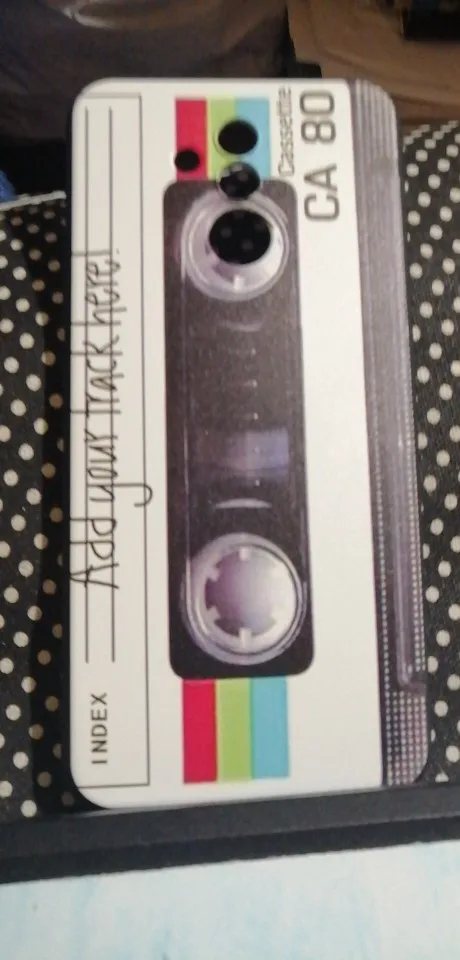 INDEX
Add your track here!
Cassette
CA 80